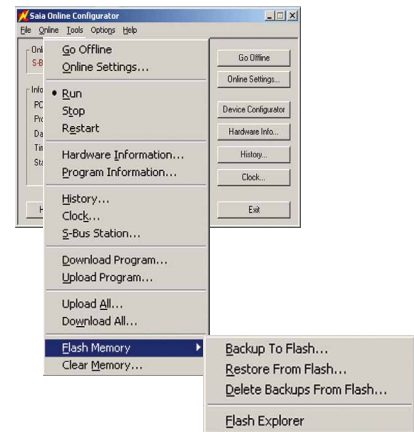 Saia Online Configurator
File Online Tools Options Help
Go Offline
Online Settings...
Run
Stop
Restart
Hardware Information...
Program Information...
History...
Clock...
S-Bus Station...
Download Program...
Upload Program...
Upload All...
Download All...
Flash Memory
Clear Memory...
Backup To Flash...
Restore From Flash...
Delete Backups From Flash...
Flash Explorer
Go Offline
Online Settings...
Device Configurator
Hardware Info...
History...
Clock...
Exit